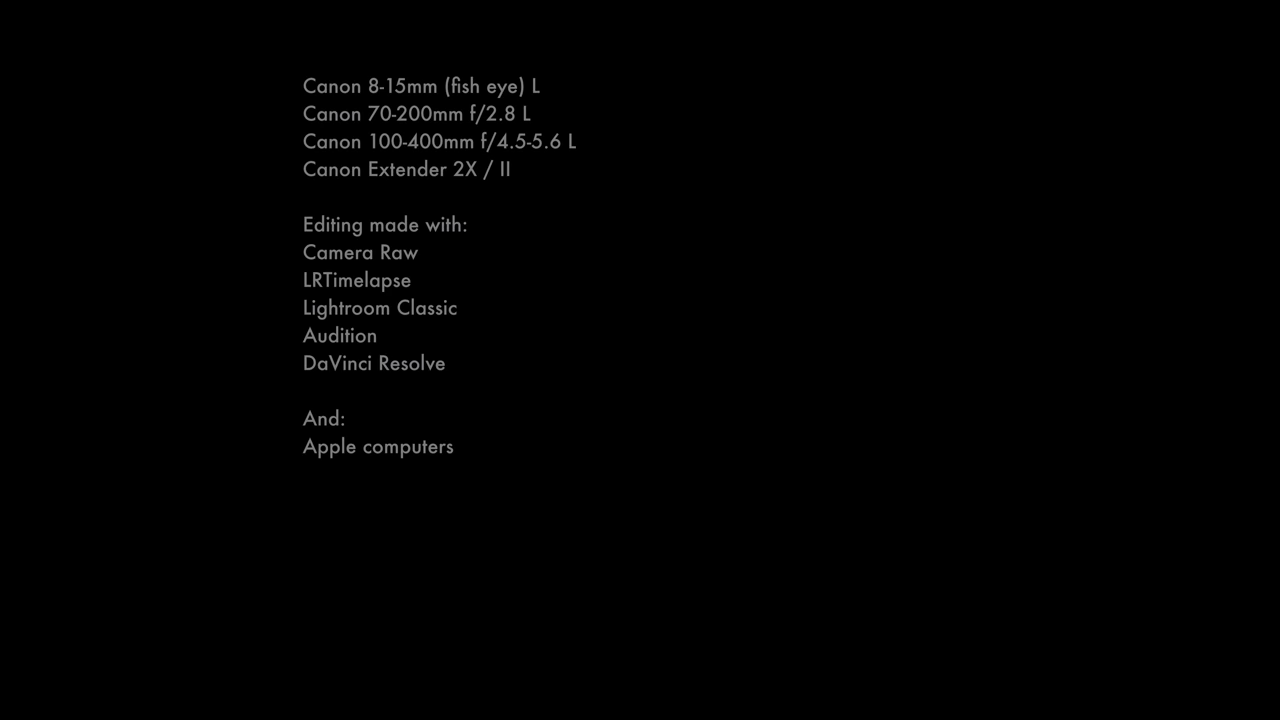 Canon 8-15mm (fish eye) L
Canon 70-200mm f/2.8 L
Canon 100-400mm f/4.5-5.6 L
Canon Extender 2X / II
Editing made with:
Camera Raw
LRTimelapse
Lightroom Classic
Audition
DaVinci Resolve
And:
Apple computers